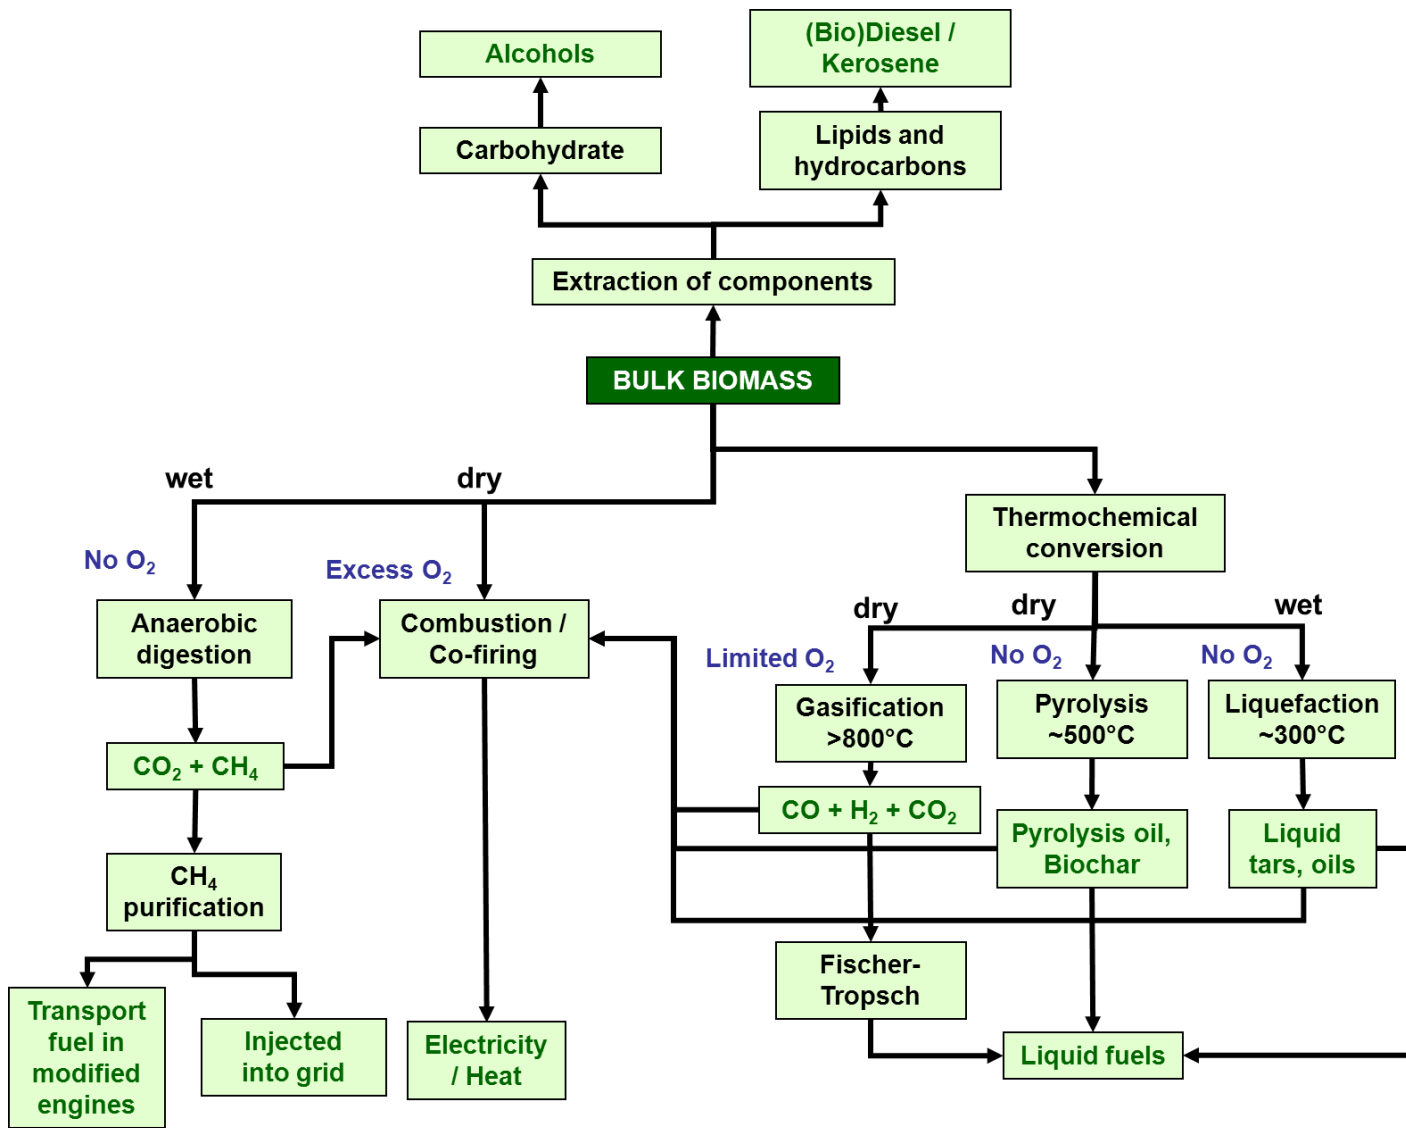 Alcohols
(Bio)Diesel /
Kerosene
Carbohydrate
Lipids and
hydrocarbons
Extraction of components
BULK BIOMASS
wet
dry
Thermochemical
conversion
No O₂
Excess O₂
Anaerobic
digestion
Combustion /
Co-firing
dry
dry
wet
Limited O₂
No O₂
No O₂
Gasification
>800°C
Pyrolysis
~500°C
Liquefaction
~300°C
CO₂ + CH₄
CO + H₂ + CO₂
Pyrolysis oil,
Biochar
Liquid
tars, oils
CH₄
purification
Fischer-
Tropsch
Transport
fuel in
modified
engines
Injected
into grid
Electricity
/ Heat
Liquid fuels